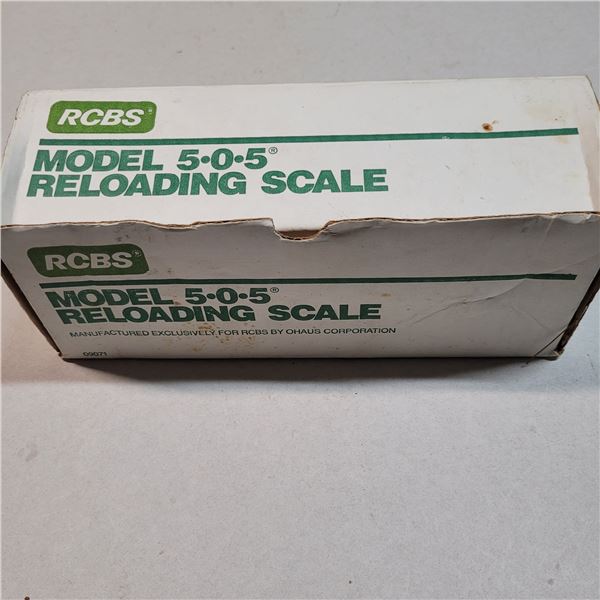 RCBS®
MODEL 5•0•5®
RELOADING SCALE
RCBS®
MODEL 5•0•5®
RELOADING SCALE
MANUFACTURED EXCLUSIVELY FOR RCBS BY OHAUS CORPORATION
09071